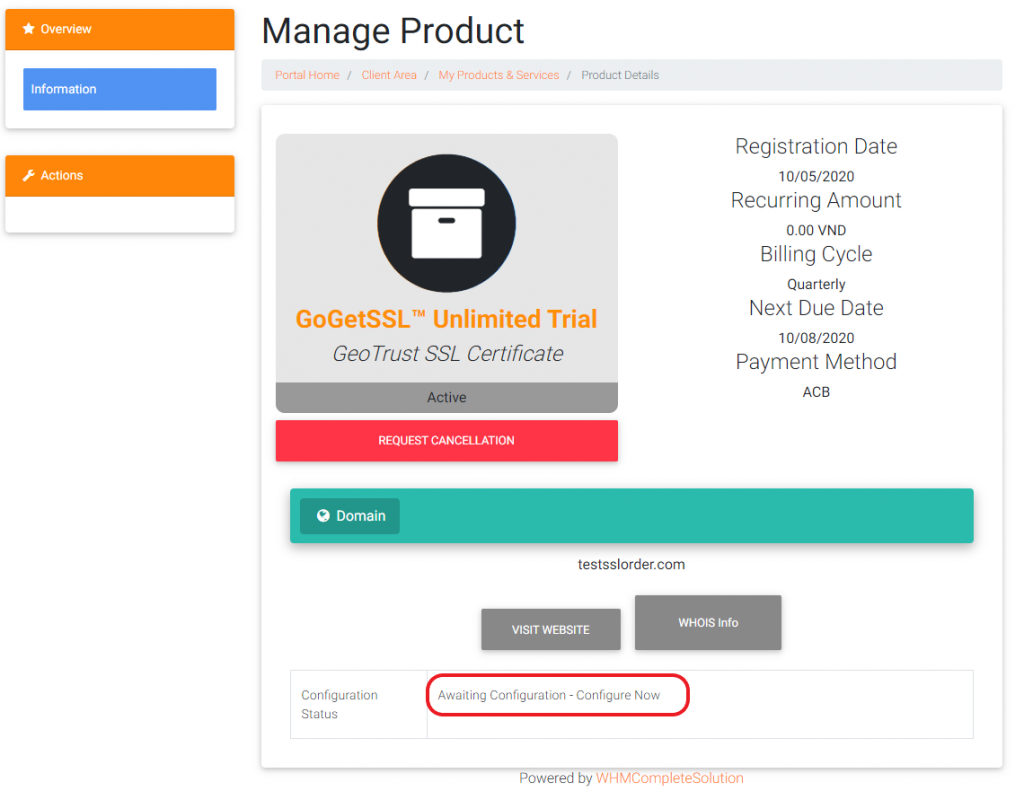 Overview
Information
Actions
Manage Product
Portal Home / Client Area / My Products & Services / Product Details
GoGetSSL™ Unlimited Trial
GeoTrust SSL Certificate
Active
REQUEST CANCELLATION
Registration Date
10/05/2020
Recurring Amount
0.00 VND
Billing Cycle
Quarterly
Next Due Date
10/08/2020
Payment Method
ACB
Domain
testsslorder.com
VISIT WEBSITE
WHOIS Info
Configuration
Status
Awaiting Configuration - Configure Now
Powered by WHMCompleteSolution